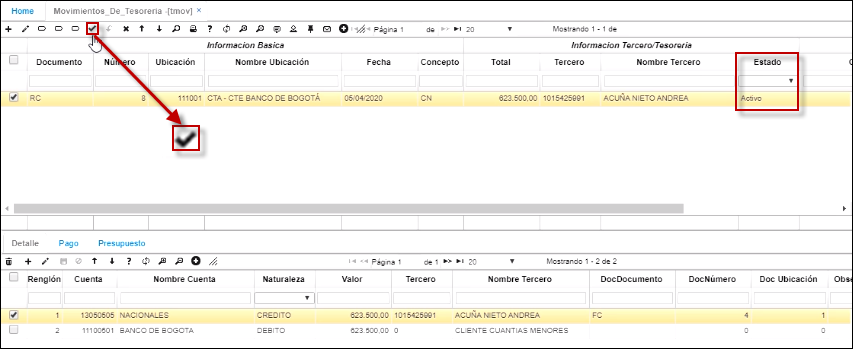 Home Movimientos_De_Tesoreria -[tmov] ×
Página 1 de 20 Mostrando 1 - 1 de
Informacion Basica Informacion Tercero/Tesoreria
Documento Número Ubicación Nombre Ubicación Fecha Concepto Total Tercero Nombre Tercero Estado
RC 8 111001 CTA - CTE BANCO DE BOGOTÁ 05/04/2020 CN 623.500,00 1015425991 ACUÑA NIETO ANDREA Activo
Detalle Pago Presupuesto
Página 1 de 1 20 Mostrando 1 - 2 de 2
Renglón Cuenta Nombre Cuenta Naturaleza Valor Tercero Nombre Tercero DocDocumento DocNúmero Doc Ubicación Obse
1 13050505 NACIONALES CREDITO 623.500,00 1015425991 ACUÑA NIETO ANDREA FC 4 1
2 11100501 BANCO DE BOGOTA DEBITO 623.500,00 0 CLIENTE CUANTIAS MENORES 0 0